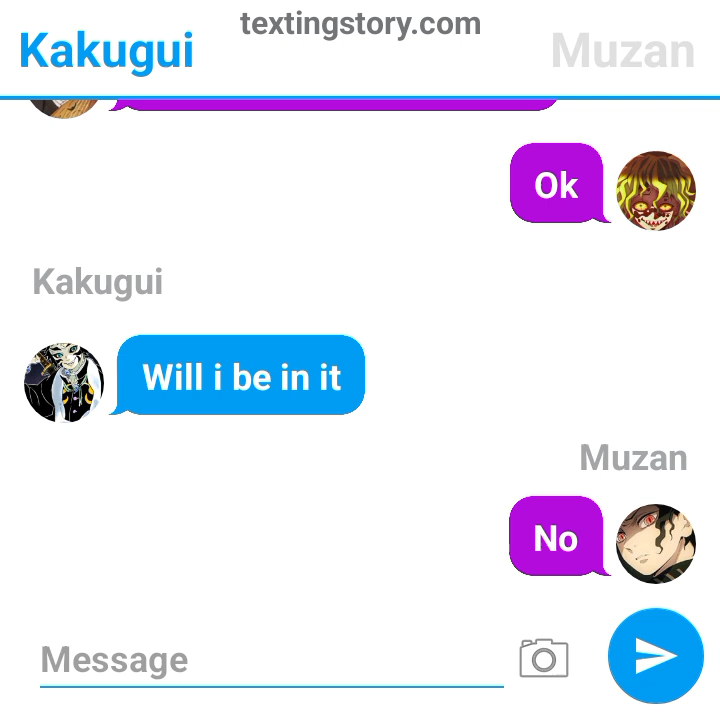 textingstory.com
Kakugui
Muzan
Ok
Kakugui
Will i be in it
Muzan
No
Message